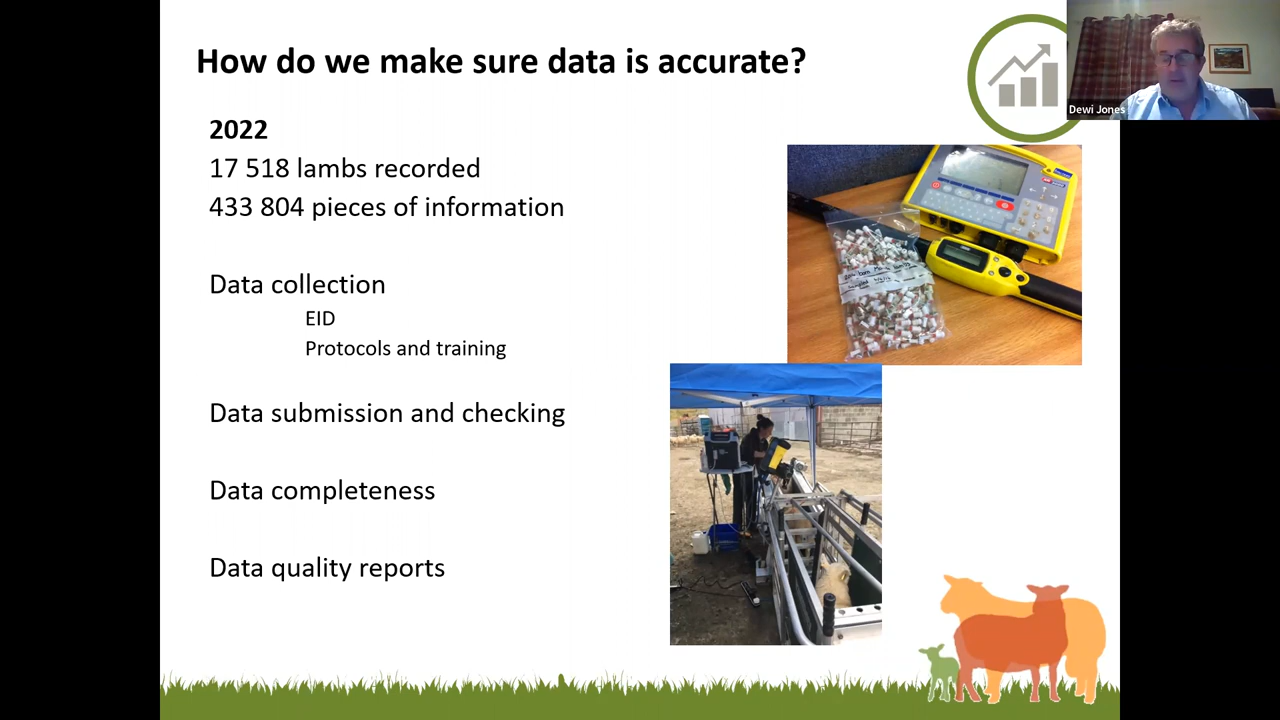 How do we make sure data is accurate?
Dewi Jones
2022
17 518 lambs recorded
433 804 pieces of information
Data collection
EID
Protocols and training
Data submission and checking
Data completeness
Data quality reports